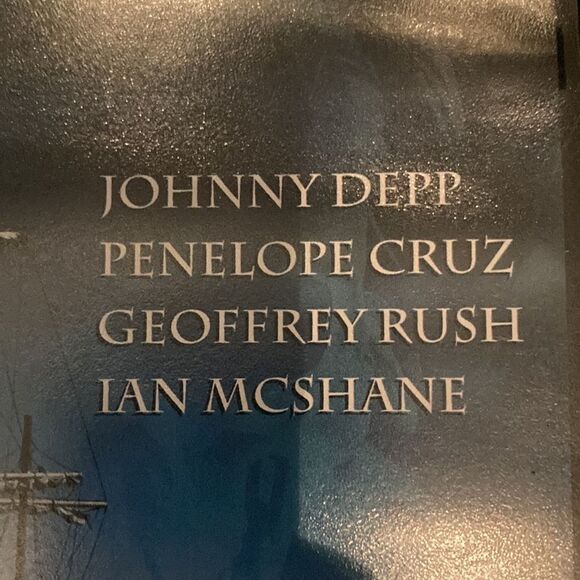 JOHNNY DEPP
PENELOPE CRUZ
GEOFFREY RUSH
IAN MCSHANE